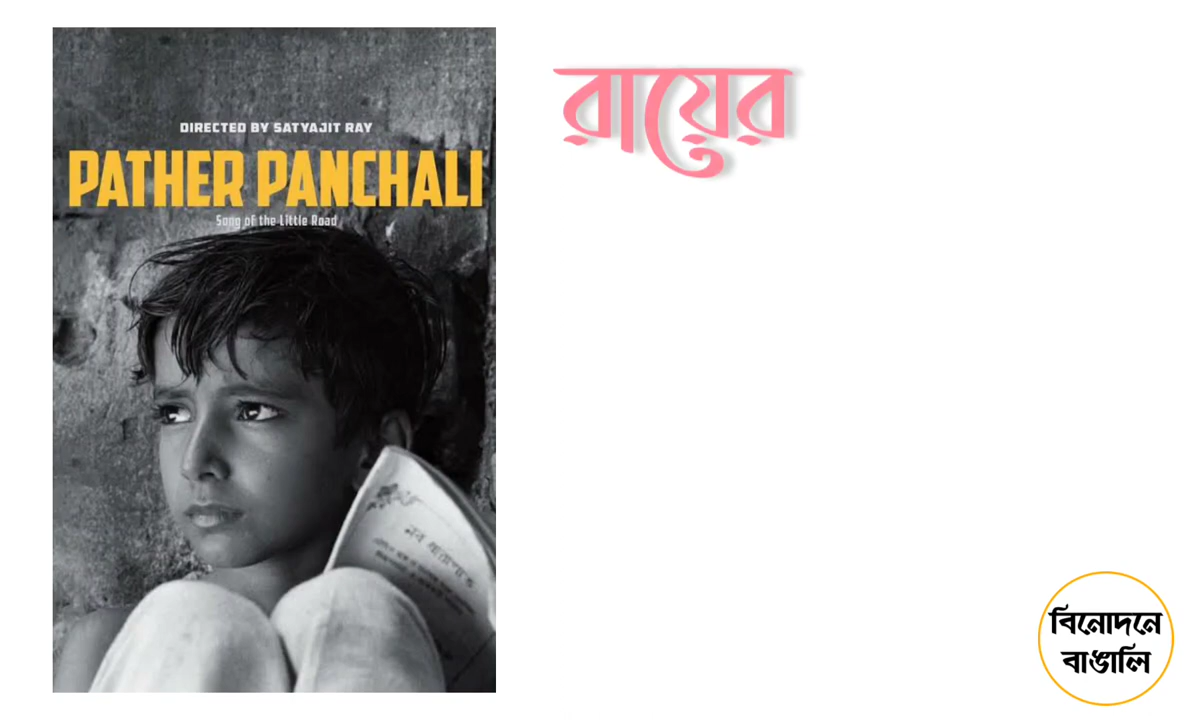 DIRECTED BY SATYAJIT RAY
PATHER PANCHALI
Song of the Little Road
রায়ের
বিনোদনে
বাঙালি